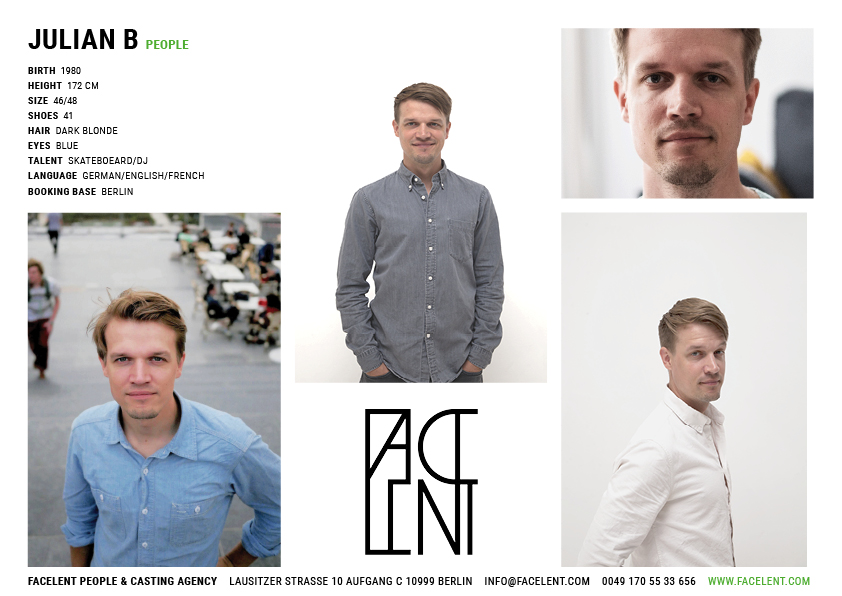 JULIAN B PEOPLE
BIRTH 1980
HEIGHT 172 CM
SIZE 46/48
SHOES 41
HAIR DARK BLONDE
EYES BLUE
TALENT SKATEBOEARD/DJ
LANGUAGE GERMAN/ENGLISH/FRENCH
BOOKING BASE BERLIN
FACE
LENT
FACELENT PEOPLE & CASTING AGENCY LAUSITZER STRASSE 10 AUFGANG C 10999 BERLIN INFO@FACELENT.COM 0049 170 55 33 656 WWW.FACELENT.COM